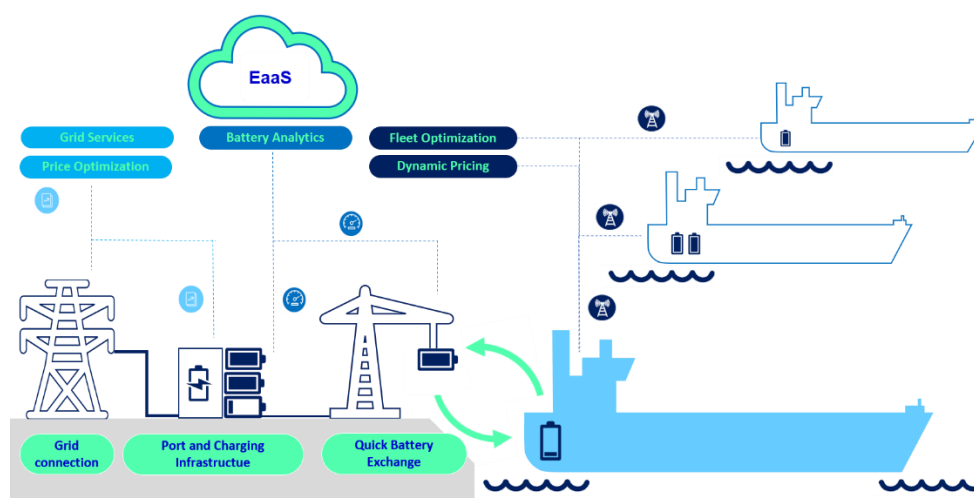 EaaS
Grid Services
Battery Analytics
Fleet Optimization
Price Optimization
Dynamic Pricing
Grid
connection
Port and Charging
Infrastructue
Quick Battery
Exchange